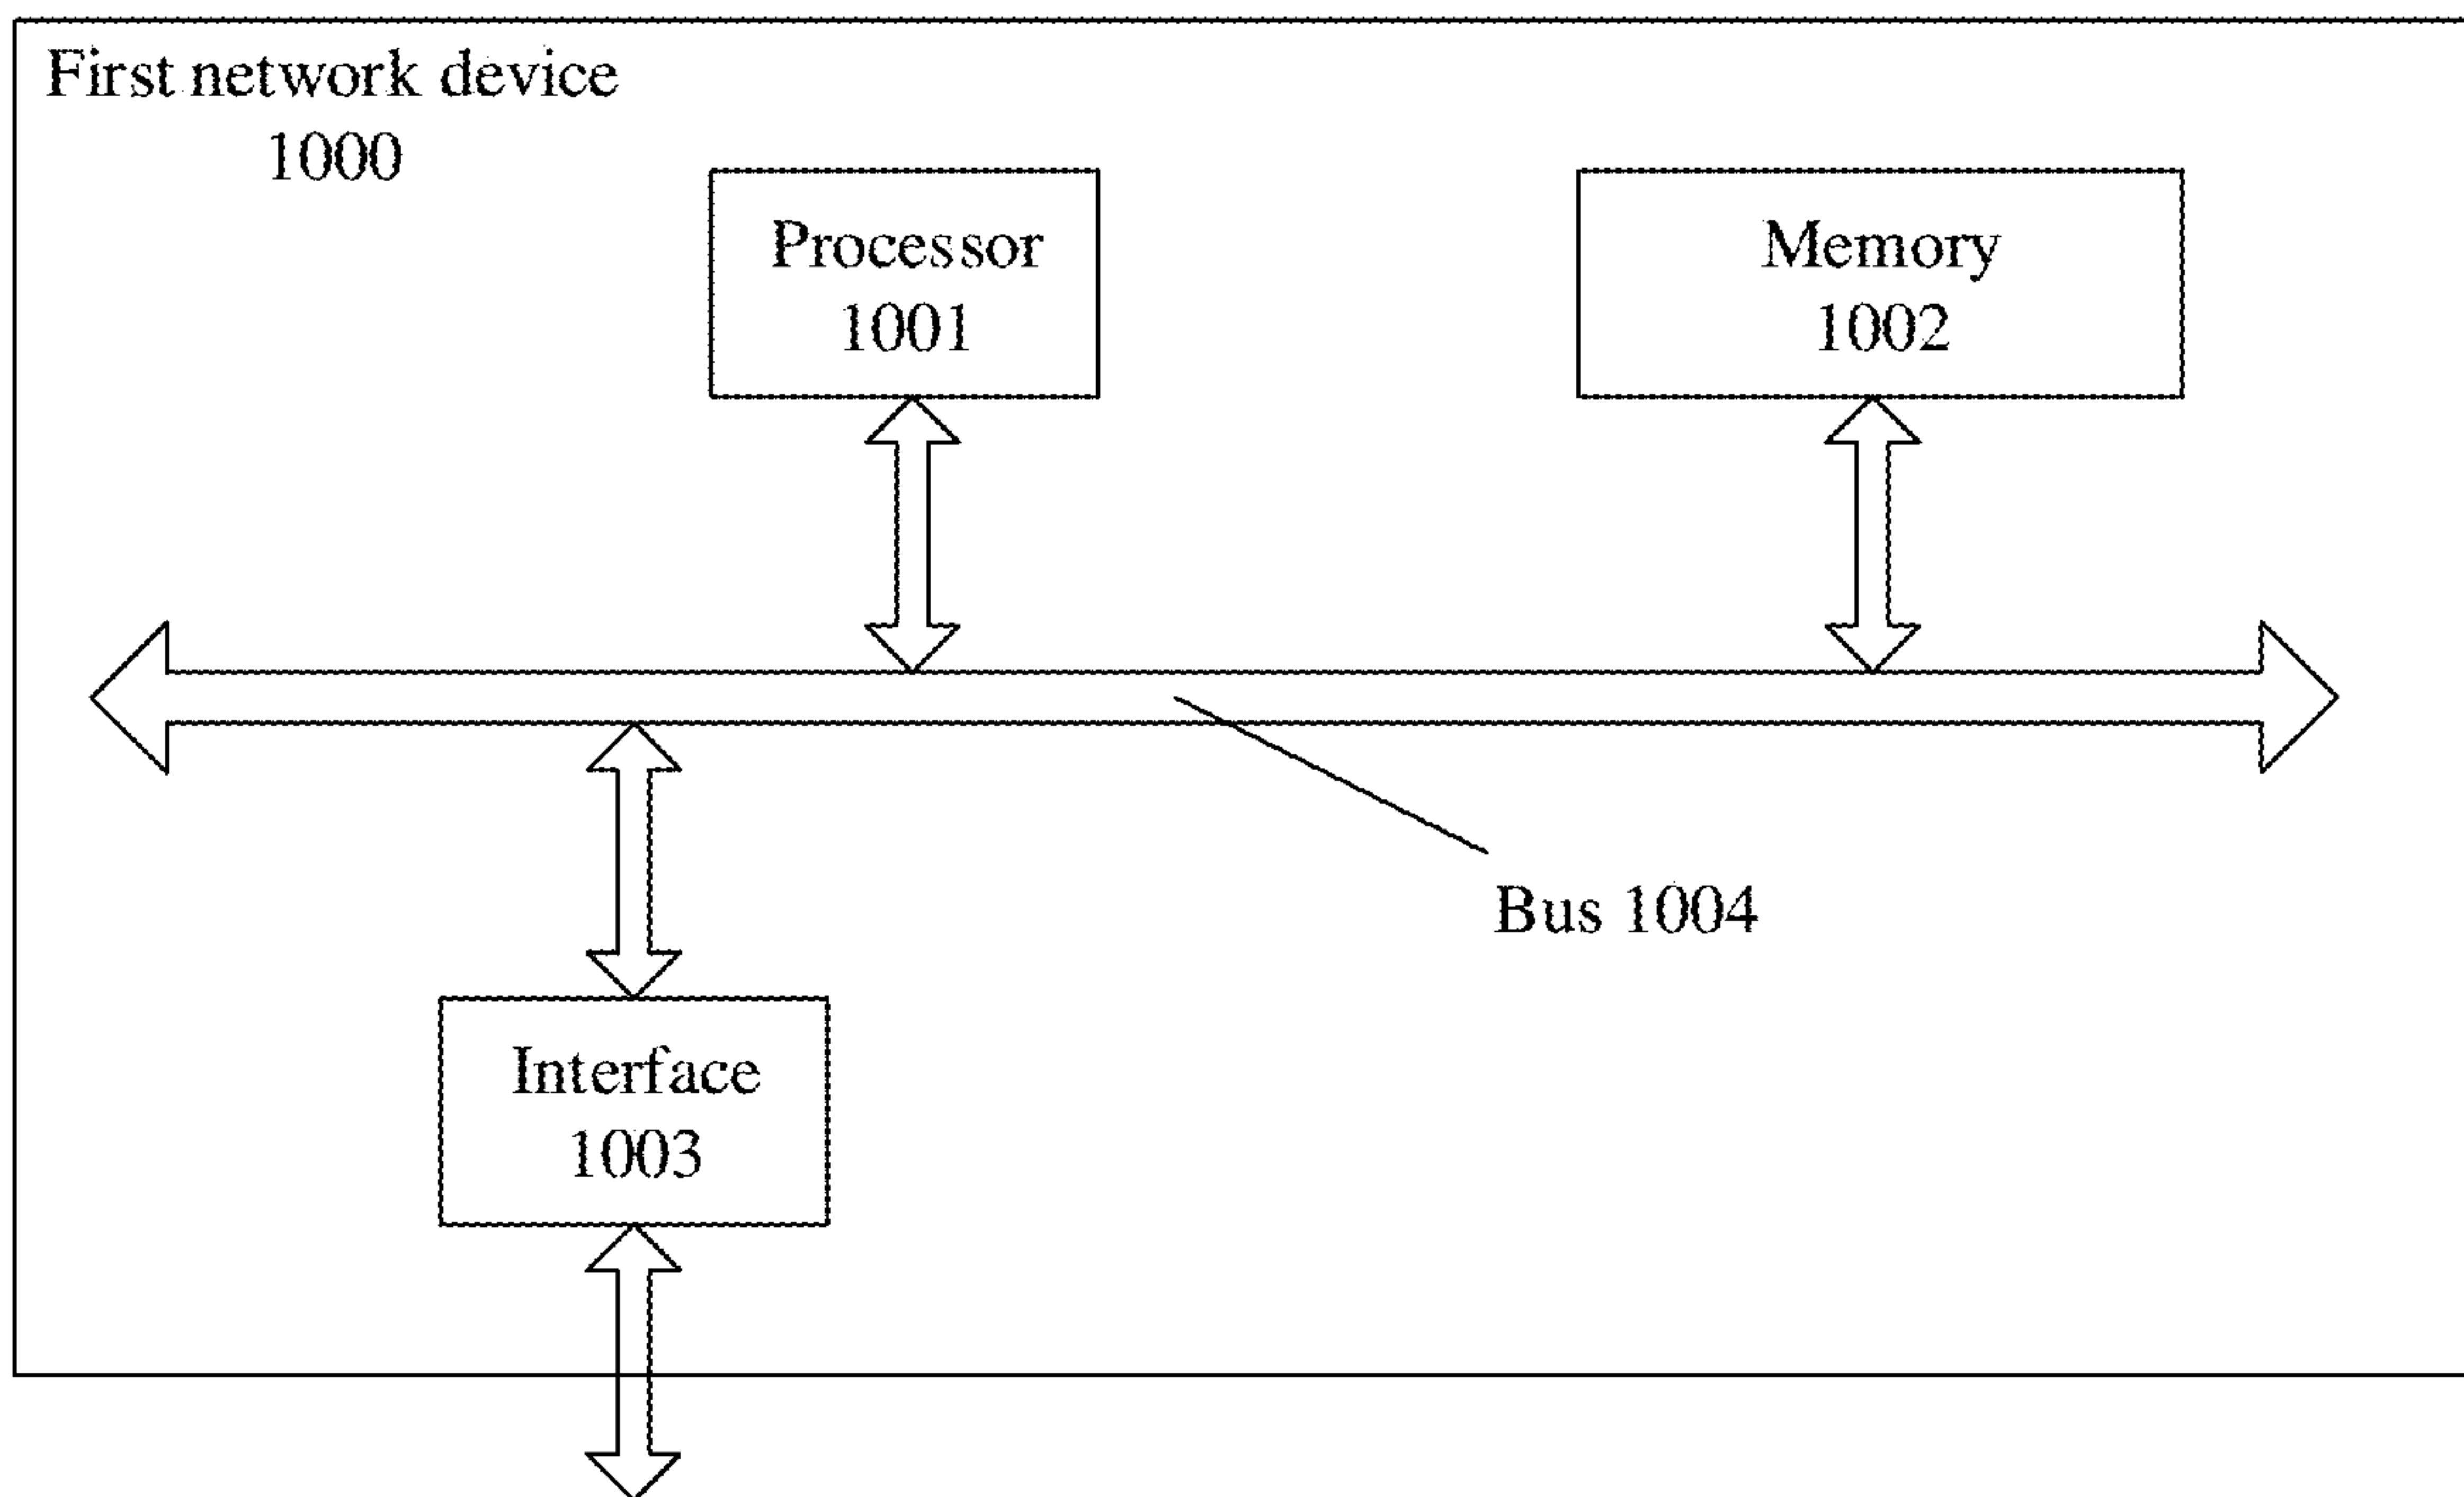 First network device
1000
Processor
1001
Memory
1002
Bus 1004
Interface
1003